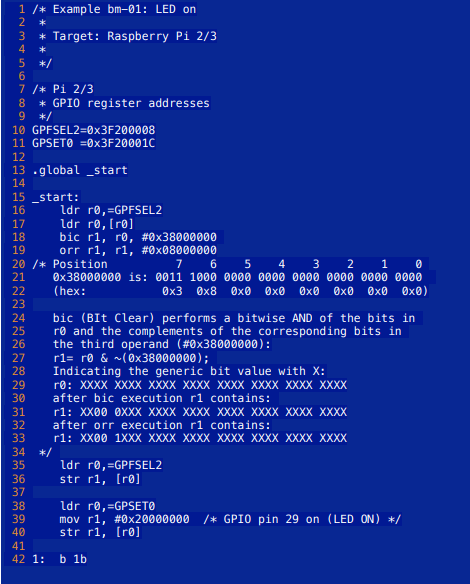 1 /* Example bm-01: LED on
2  *
3  * Target: Raspberry Pi 2/3
4  *
5  */
6
7 /* Pi 2/3
8  * GPIO register addresses
9  */
10 GPFSEL2=0x3F200008
11 GPSET0 =0x3F20001C
12
13 .global _start
14
15 _start:
16     ldr r0,=GPFSEL2
17     ldr r0,[r0]
18     bic r1, r0, #0x38000000
19     orr r1, r1, #0x08000000
20 /* Position          7    6    5    4    3    2    1    0
21    0x38000000 is: 0011 1000 0000 0000 0000 0000 0000 0000
22    (hex:           0x3  0x8  0x0  0x0  0x0  0x0  0x0  0x0)
23
24    bic (BIt Clear) performs a bitwise AND of the bits in
25    r0 and the complements of the corresponding bits in
26    the third operand (#0x38000000):
27    r1= r0 & ~(0x38000000);
28    Indicating the generic bit value with X:
29    r0: XXXX XXXX XXXX XXXX XXXX XXXX XXXX XXXX
30    after bic execution r1 contains:
31    r1: XX00 0XXX XXXX XXXX XXXX XXXX XXXX XXXX
32    after orr execution r1 contains:
33    r1: XX00 1XXX XXXX XXXX XXXX XXXX XXXX XXXX
34  */
35     ldr r0,=GPFSEL2
36     str r1, [r0]
37
38     ldr r0,=GPSET0
39     mov r1, #0x20000000  /* GPIO pin 29 on (LED ON) */
40     str r1, [r0]
41
42 1:  b 1b